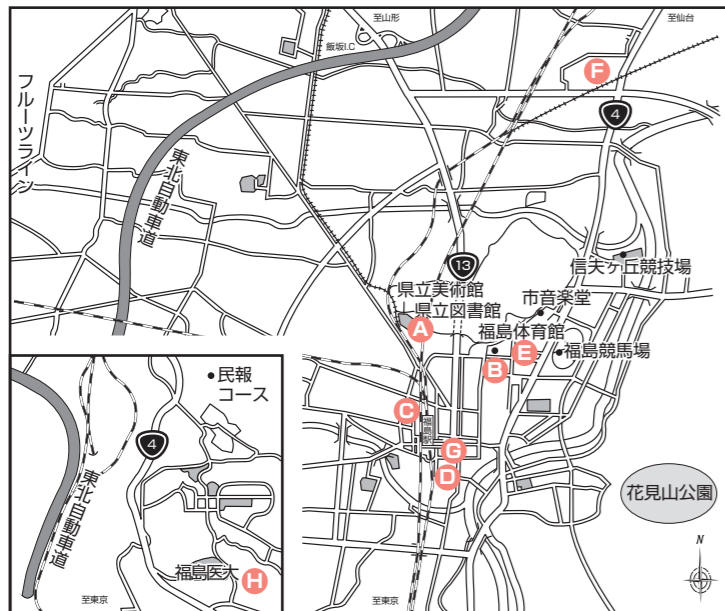 至山形
至仙台
飯坂I.C
F
4
フルーツライン
東北自動車道
13
信夫ヶ丘競技場
県立美術館
市音楽堂
県立図書館
A
福島体育館
E
福島競馬場
B
C
福島駅
G
D
花見山公園
N
民報
コース
4
東北自動車道
福島医大
H
至東京
至東京